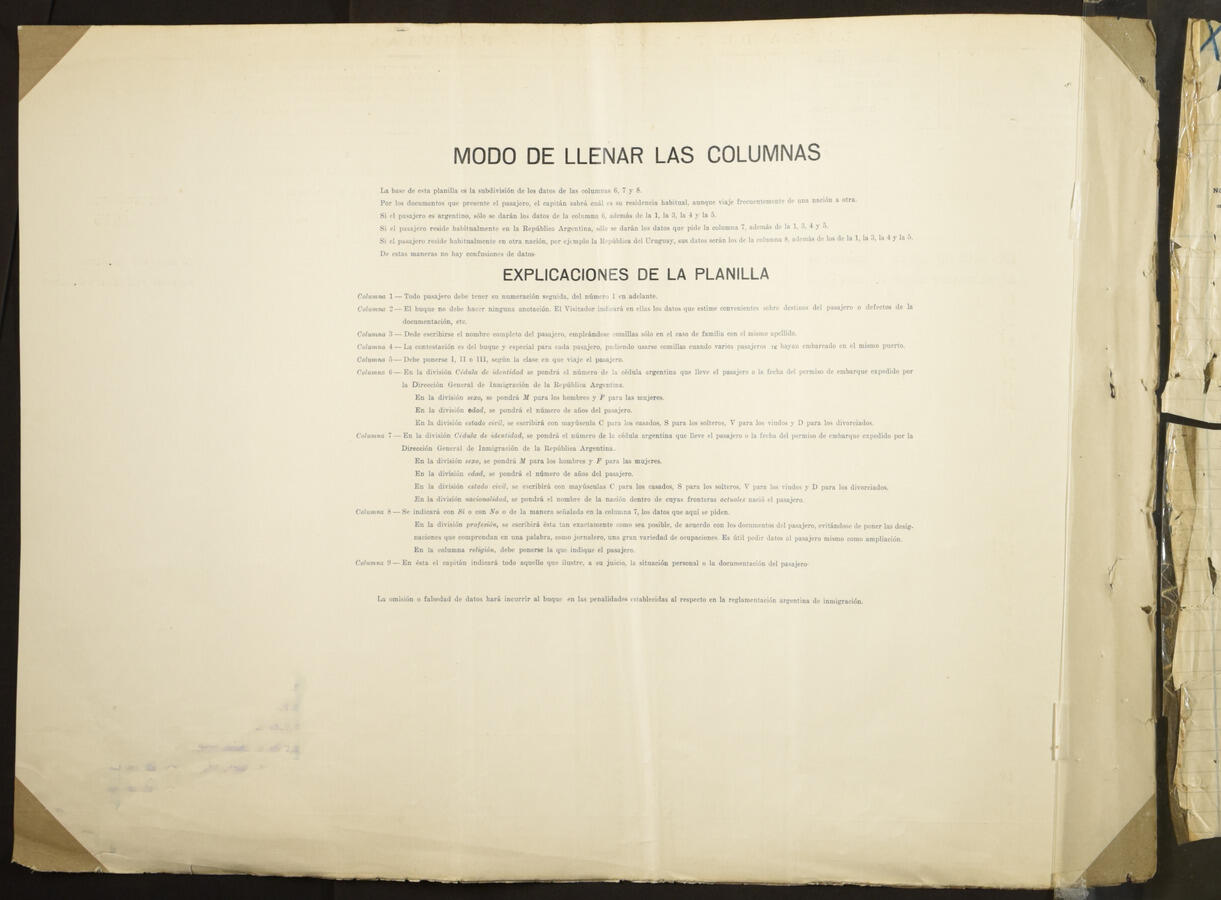 MODO DE LLENAR LAS COLUMNAS
La base de esta planilla es la subdivisión de los datos de las columnas 6, 7 y 8.
Por los documentos que presente el pasajero, el capitán sabrá cuál es su residencia habitual, aunque viaje frecuentemente de una nación a otra.
Si el pasajero es argentino, sólo se darán los datos de la columna 6, además de la 1, la 3, la 4 y la 5.
Si el pasajero reside habitualmente en la República Argentina, sólo se darán los datos que pide la columna 7, además de la 1, 3, 4 y 5.
Si el pasajero reside habitualmente en otra nación, por ejemplo la República del Uruguay, sus datos serán los de la columna 8, además de los de la 1, la 3, la 4 y la 5.
De estas maneras no hay confusiones de datos.
EXPLICACIONES DE LA PLANILLA
Columna 1 — Todo pasajero debe tener su numeración seguida, del número 1 en adelante.
Columna 2 — El buque no debe hacer ninguna anotación. El Visitador indicará en ellas los datos que estime convenientes sobre destinos del pasajero o defectos de la
documentación, etc.
Columna 3 — Dede escribirse el nombre completo del pasajero, empleándose comillas sólo en el caso de familia con el mismo apellido.
Columna 4 — La contestación es del buque y especial para cada pasajero, pudiendo usarse comillas cuando varios pasajeros se hayan embarcado en el mismo puerto.
Columna 5 — Debe ponerse I, II o III, según la clase en que viaje el pasajero.
Columna 6 — En la división Cédula de identidad se pondrá el número de la cédula argentina que lleve el pasajero o la fecha del permiso de embarque expedido por
la Dirección General de Inmigración de la República Argentina.
En la división sexo, se pondrá M para los hombres y F para las mujeres.
En la división edad, se pondrá el número de años del pasajero.
En la división estado civil, se escribirá con mayúscula C para los casados, S para los solteros, V para los viudos y D para los divorciados.
Columna 7 — En la división Cédula de identidad, se pondrá el número de la cédula argentina que lleve el pasajero o la fecha del permiso de embarque expedido por la
Dirección General de Inmigración de la República Argentina.
En la división sexo, se pondrá M para los hombres y F para las mujeres.
En la división edad, se pondrá el número de años del pasajero.
En la división estado civil, se escribirá con mayúsculas C para los casados, S para los solteros, V para los viudos y D para los divorciados.
En la división nacionalidad, se pondrá el nombre de la nación dentro de cuyas fronteras actuales nació el pasajero.
Columna 8 — Se indicará con Si o con No o de la manera señalada en la columna 7, los datos que aquí se piden.
En la división profesión, se escribirá ésta tan exactamente como sea posible, de acuerdo con los documentos del pasajero, evitándose de poner las desig-
naciones que comprendan en una palabra, como jornalero, una gran variedad de ocupaciones. Es útil pedir datos al pasajero mismo como ampliación.
En la columna religión, debe ponerse la que indique el pasajero.
Columna 9 — En ésta el capitán indicará todo aquello que ilustre, a su juicio, la situación personal o la documentación del pasajero.
La omisión o falsedad de datos hará incurrir al buque en las penalidades establecidas al respecto en la reglamentación argentina de inmigración.